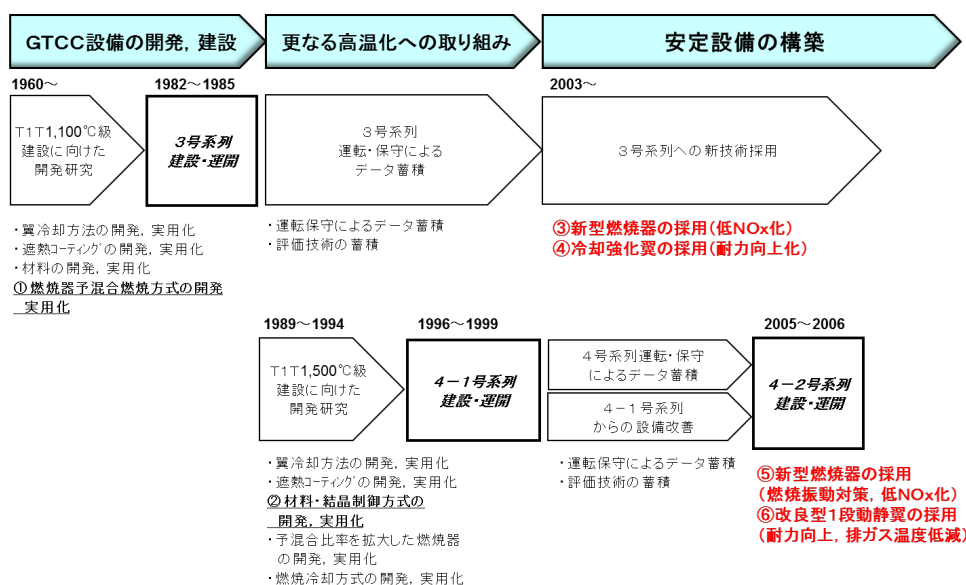 GTCC設備の開発，建設
更なる高温化への取り組み
安定設備の構築
1960～
1982～1985
2003～
T1T1,100℃級
建設に向けた
開発研究
3号系列
建設・運開
3号系列
運転・保守による
データ蓄積
3号系列への新技術採用
・翼冷却方法の開発，実用化
・遮熱コーティングの開発，実用化
・材料の開発，実用化
①燃焼器予混合燃焼方式の開発
実用化
・運転保守によるデータ蓄積
・評価技術の蓄積
③新型燃焼器の採用（低NOx化）
④冷却強化翼の採用（耐力向上化）
1989～1994
1996～1999
2005～2006
T1T1,500℃級
建設に向けた
開発研究
4－1号系列
建設・運開
4号系列運転・保守
によるデータ蓄積
4－1号系列
からの設備改善
4－2号系列
建設・運開
・翼冷却方法の開発，実用化
・遮熱コーティングの開発，実用化
②材料・結晶制御方式の
開発，実用化
・予混合比率を拡大した燃焼器
の開発，実用化
・燃焼冷却方式の開発，実用化
・運転保守によるデータ蓄積
・評価技術の蓄積
⑤新型燃焼器の採用
（燃焼振動対策，低NOx化）
⑥改良型1段動静翼の採用
（耐力向上，排ガス温度低減）